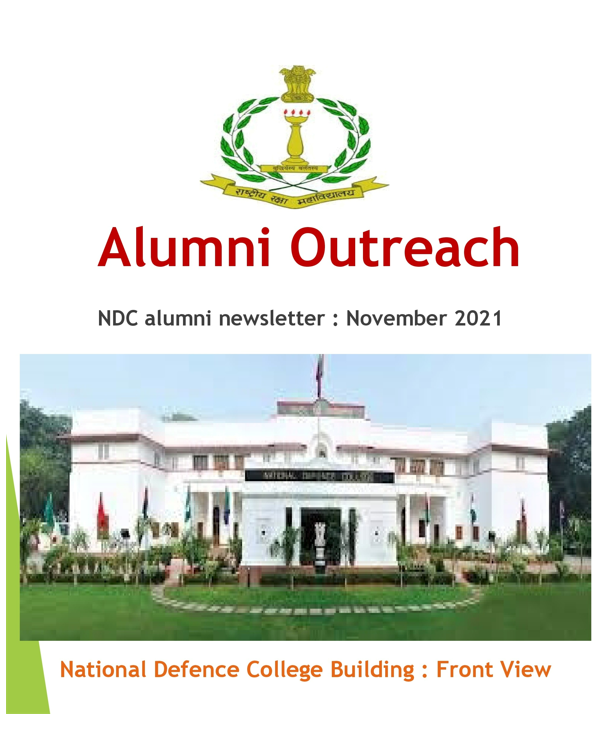 राष्ट्रीय रक्षा महाविद्यालय
Alumni Outreach
NDC alumni newsletter : November 2021
NATIONAL DEFENCE COLLEGE
National Defence College Building : Front View